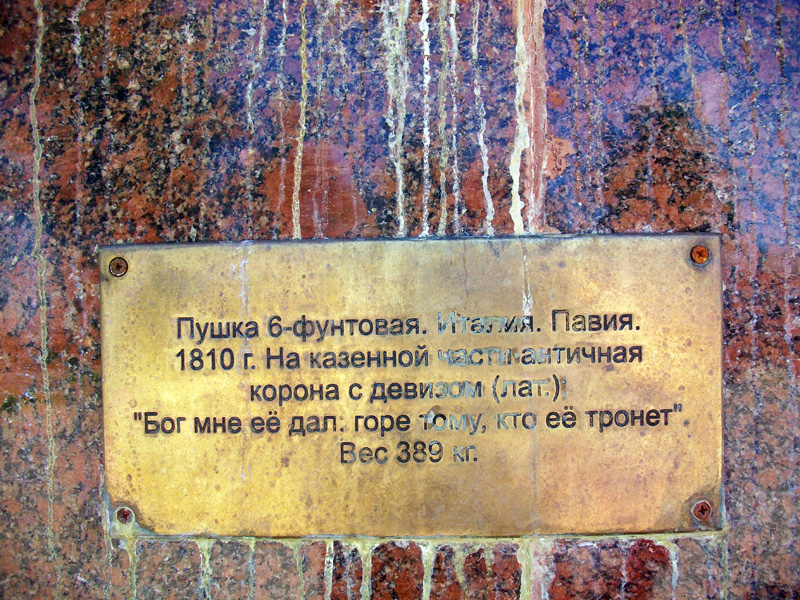 Пушка 6-фунтовая. Италия. Павия.
1810 г. На казенной части античная
корона с девизом (лат.):
"Бог мне её дал: горе тому, кто её тронет".
Вес 389 кг.